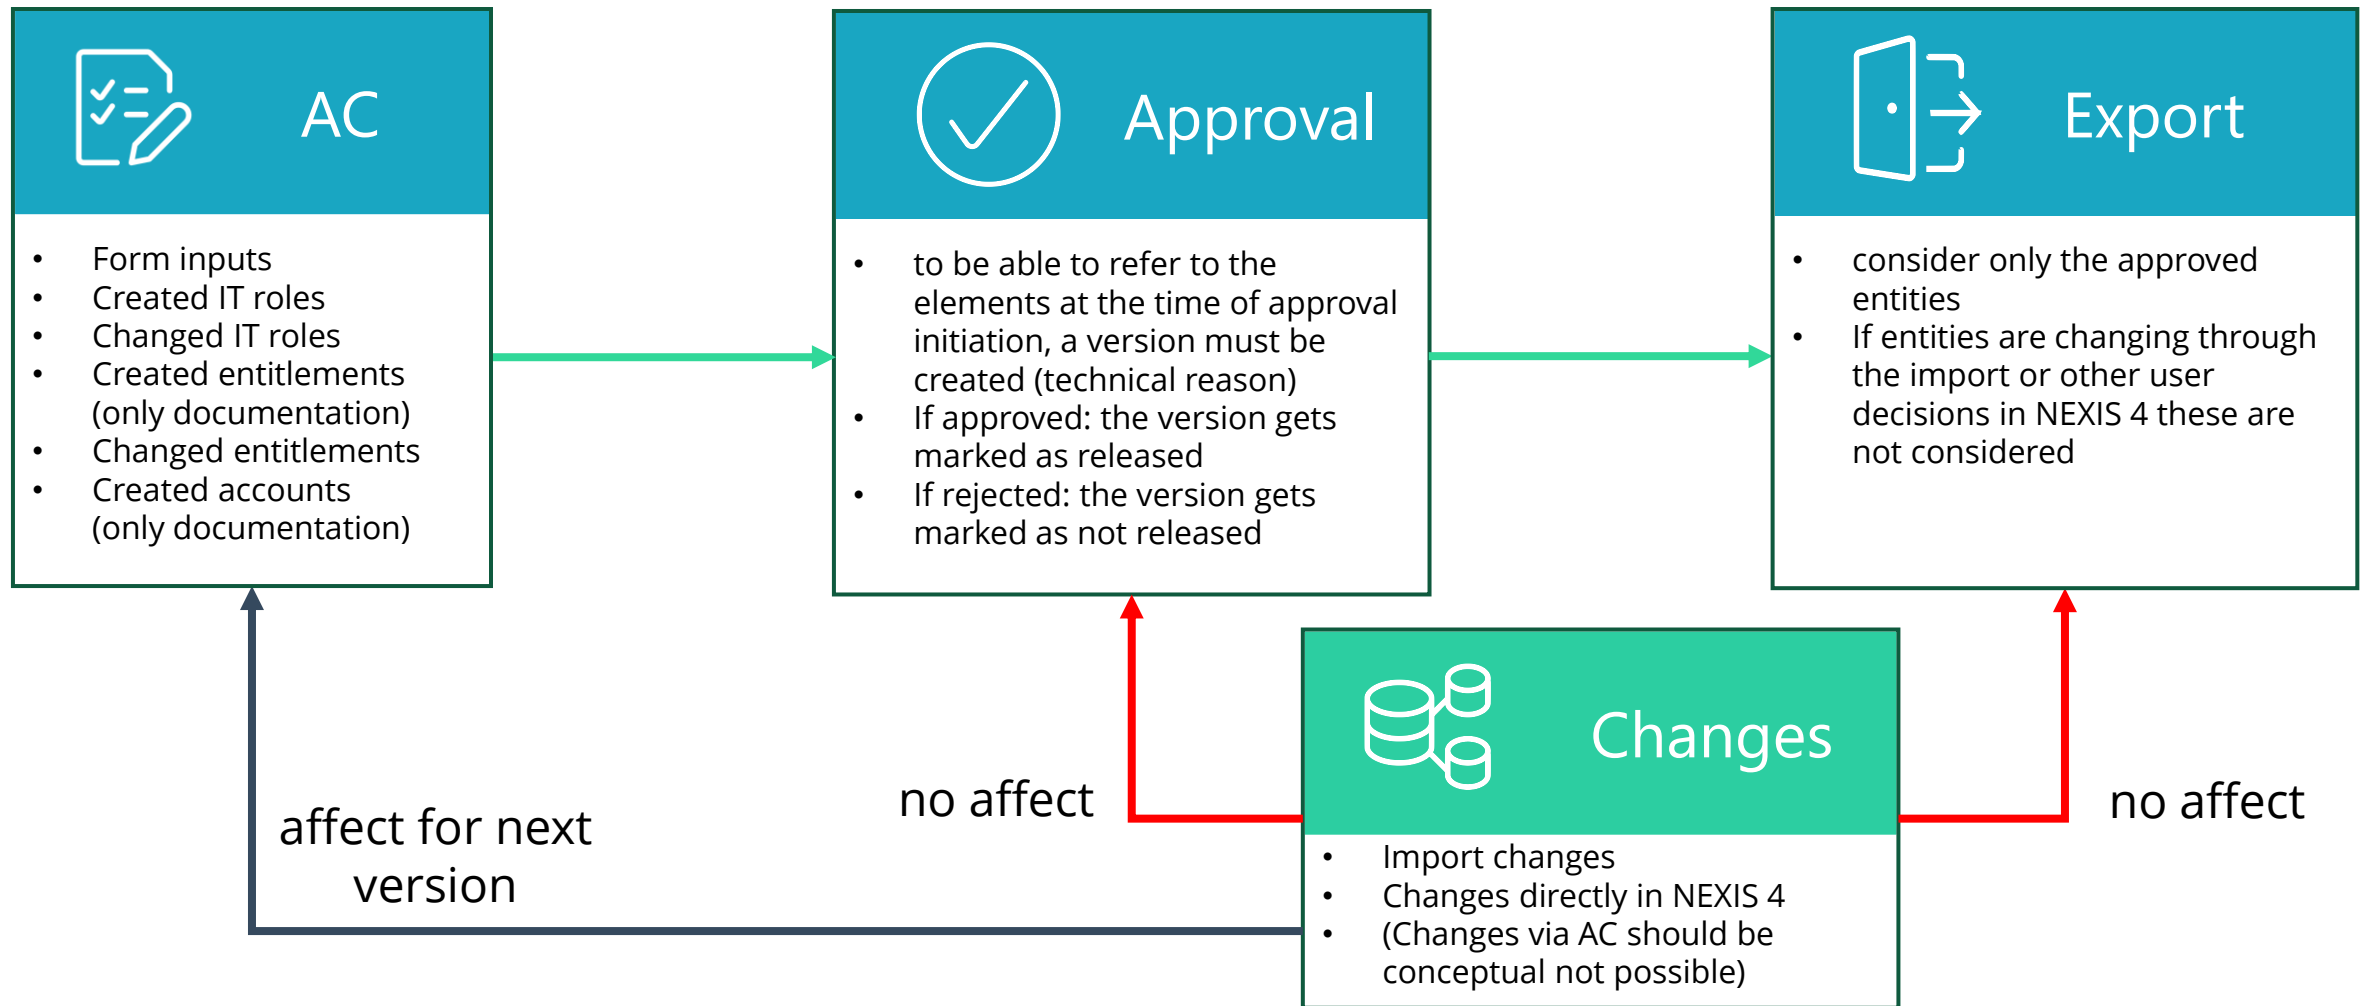 AC
• Form inputs
• Created IT roles
• Changed IT roles
• Created entitlements
(only documentation)
• Changed entitlements
• Created accounts
(only documentation)
Approval
• to be able to refer to the
elements at the time of approval
initiation, a version must be
created (technical reason)
• If approved: the version gets
marked as released
• If rejected: the version gets
marked as not released
Export
• consider only the approved
entities
• If entities are changing through
the import or other user
decisions in NEXIS 4 these are
not considered
affect for next
version
no affect
Changes
• Import changes
• Changes directly in NEXIS 4
• (Changes via AC should be
conceptual not possible)
no affect